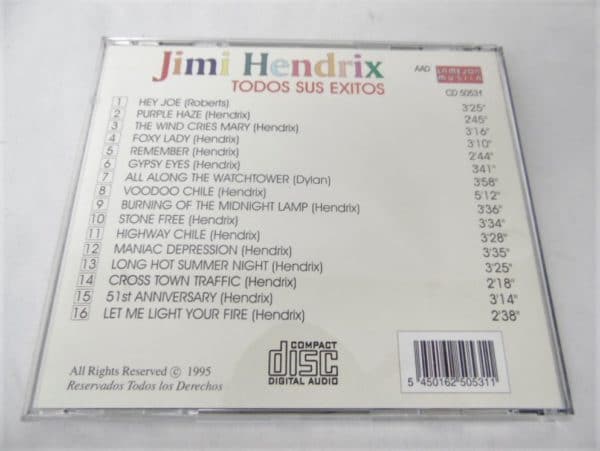 Jimi Hendrix
TODOS SUS EXITOS
AAD
LA MEJOR MUSICA
CD 50531
1 HEY JOE (Roberts) 3'25"
2 PURPLE HAZE (Hendrix) 2'45"
3 THE WIND CRIES MARY (Hendrix) 3'16"
4 FOXY LADY (Hendrix) 3'10"
5 REMEMBER (Hendrix) 2'44"
6 GYPSY EYES (Hendrix) 3'41"
7 ALL ALONG THE WATCHTOWER (Dylan) 3'58"
8 VOODOO CHILE (Hendrix) 5'12"
9 BURNING OF THE MIDNIGHT LAMP (Hendrix) 3'36"
10 STONE FREE (Hendrix) 3'34"
11 HIGHWAY CHILE (Hendrix) 3'28"
12 MANIAC DEPRESSION (Hendrix) 3'35"
13 LONG HOT SUMMER NIGHT (Hendrix) 3'25"
14 CROSS TOWN TRAFFIC (Hendrix) 2'18"
15 51st ANNIVERSARY (Hendrix) 3'14"
16 LET ME LIGHT YOUR FIRE (Hendrix) 2'38"
All Rights Reserved © 1995
Reservados Todos los Derechos
COMPACT
disc
DIGITAL AUDIO
5 450162 505311